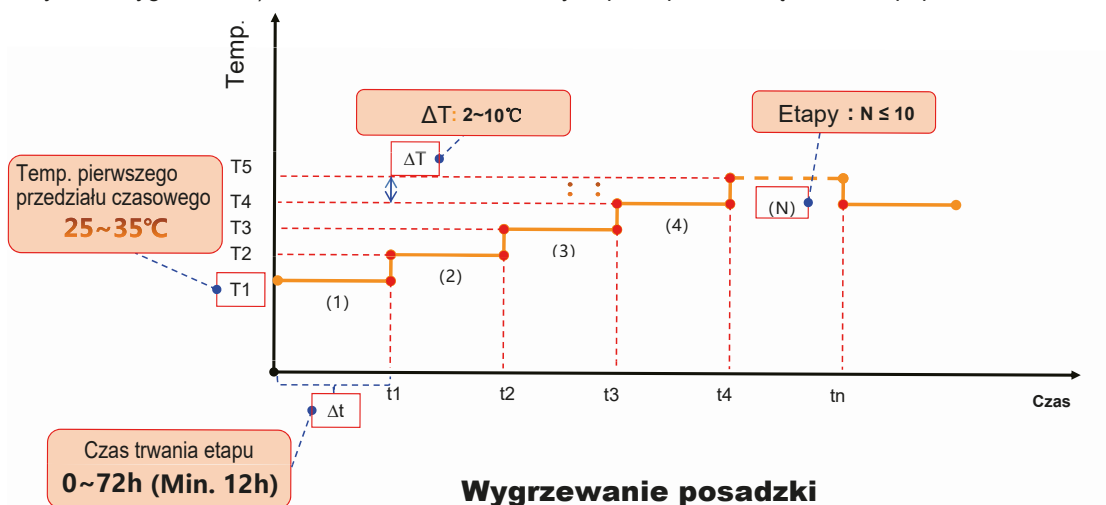 Temp.
ΔT: 2~10℃
Etapy : N ≤ 10
Temp. pierwszego
przedziału czasowego
25~35℃
ΔT
T5
T4
T3
T2
T1
(1)
(2)
(3)
(4)
(N)
: :
t1
t2
t3
t4
tn
Czas
Δt
Czas trwania etapu
0~72h (Min. 12h)
Wygrzewanie posadzki